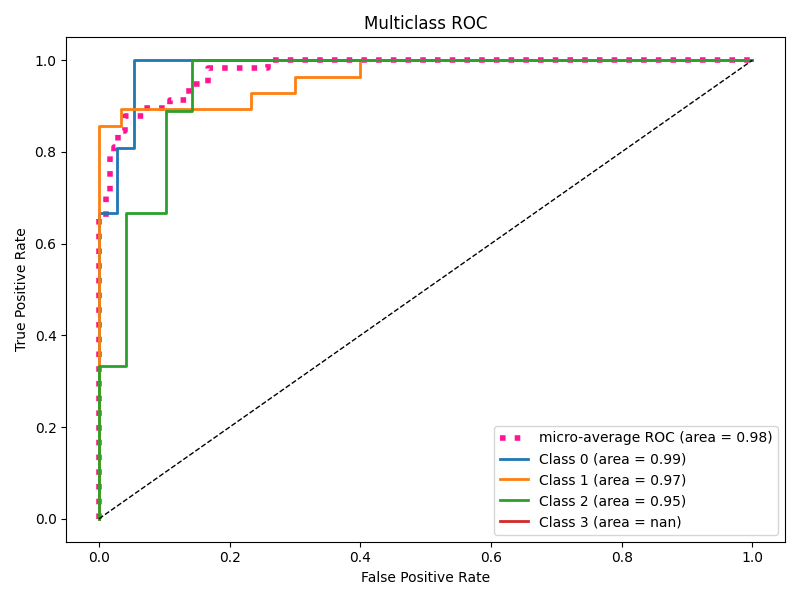 Multiclass ROC
True Positive Rate
1.0
0.8
0.6
0.4
0.2
0.0
micro-average ROC (area = 0.98)
Class 0 (area = 0.99)
Class 1 (area = 0.97)
Class 2 (area = 0.95)
Class 3 (area = nan)
0.0 0.2 0.4 0.6 0.8 1.0
False Positive Rate